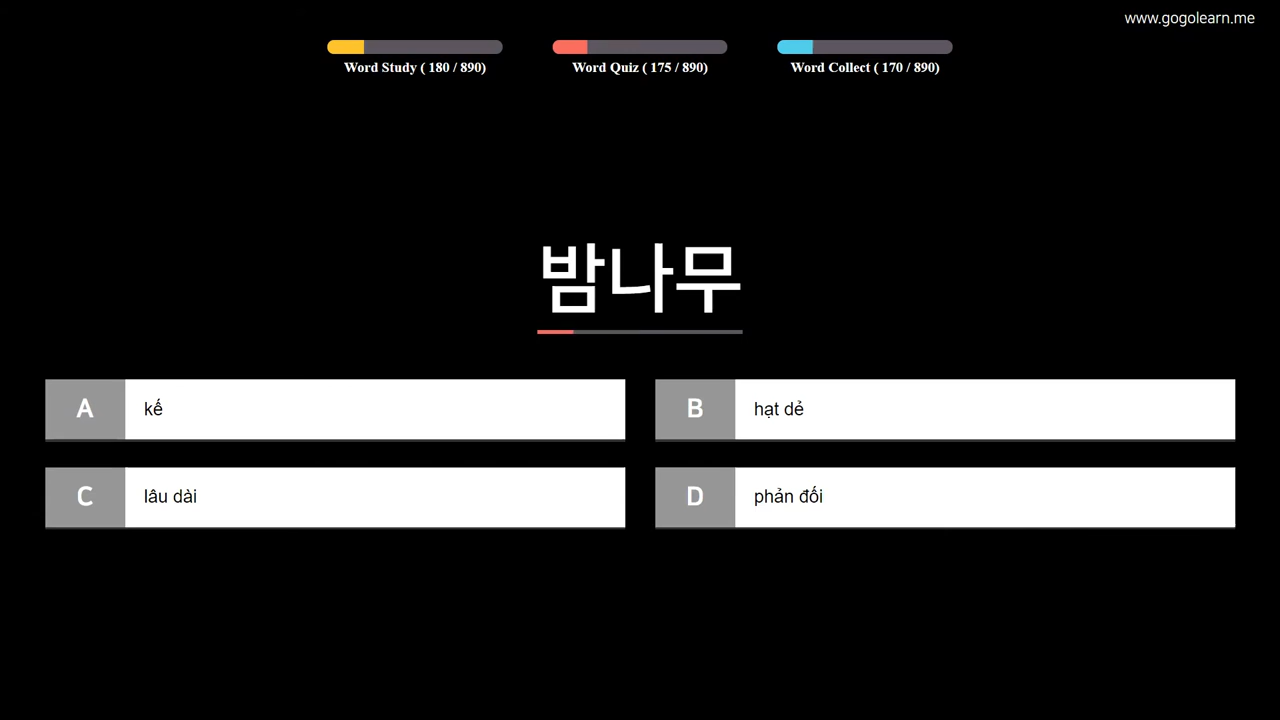 www.gogolearn.me
Word Study ( 180 / 890)
Word Quiz ( 175 / 890)
Word Collect ( 170 / 890)
밤나무
A kế
B hạt dẻ
C lâu dài
D phản đối